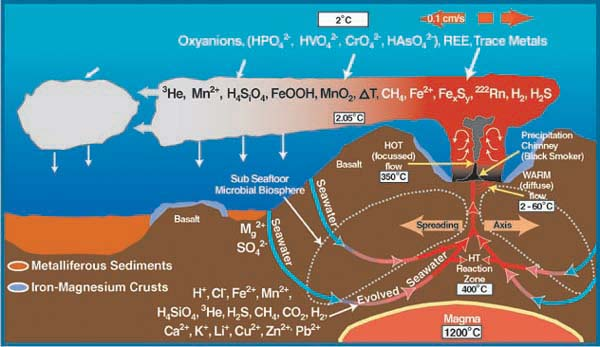 2°C
0.1 cm/s
Oxyanions, (HPO₄²⁻, HVO₄²⁻, CrO₄²⁻, HAsO₄²⁻), REE, Trace Metals
³He, Mn²⁺, H₄SiO₄, FeOOH, MnO₂, ΔT, CH₄, Fe²⁺, FeₓSᵧ, ²²²Rn, H₂, H₂S
2.05°C
Basalt
HOT
(focussed)
flow
350°C
Precipitation
Chimney
(Black Smoker)
WARM
(diffuse)
flow
2 - 60°C
Sub Seafloor
Microbial Biosphere
Seawater
Basalt
Mg²⁺
SO₄²⁻
Seawater
Spreading
Axis
Metalliferous Sediments
Iron-Magnesium Crusts
HT
Reaction
Zone
400°C
Evolved Seawater
H⁺, Cl⁻, Fe²⁺, Mn²⁺,
H₄SiO₄, ³He, H₂S, CH₄, CO₂, H₂,
Ca²⁺, K⁺, Li⁺, Cu²⁺, Zn²⁺, Pb²⁺
Magma
1200°C